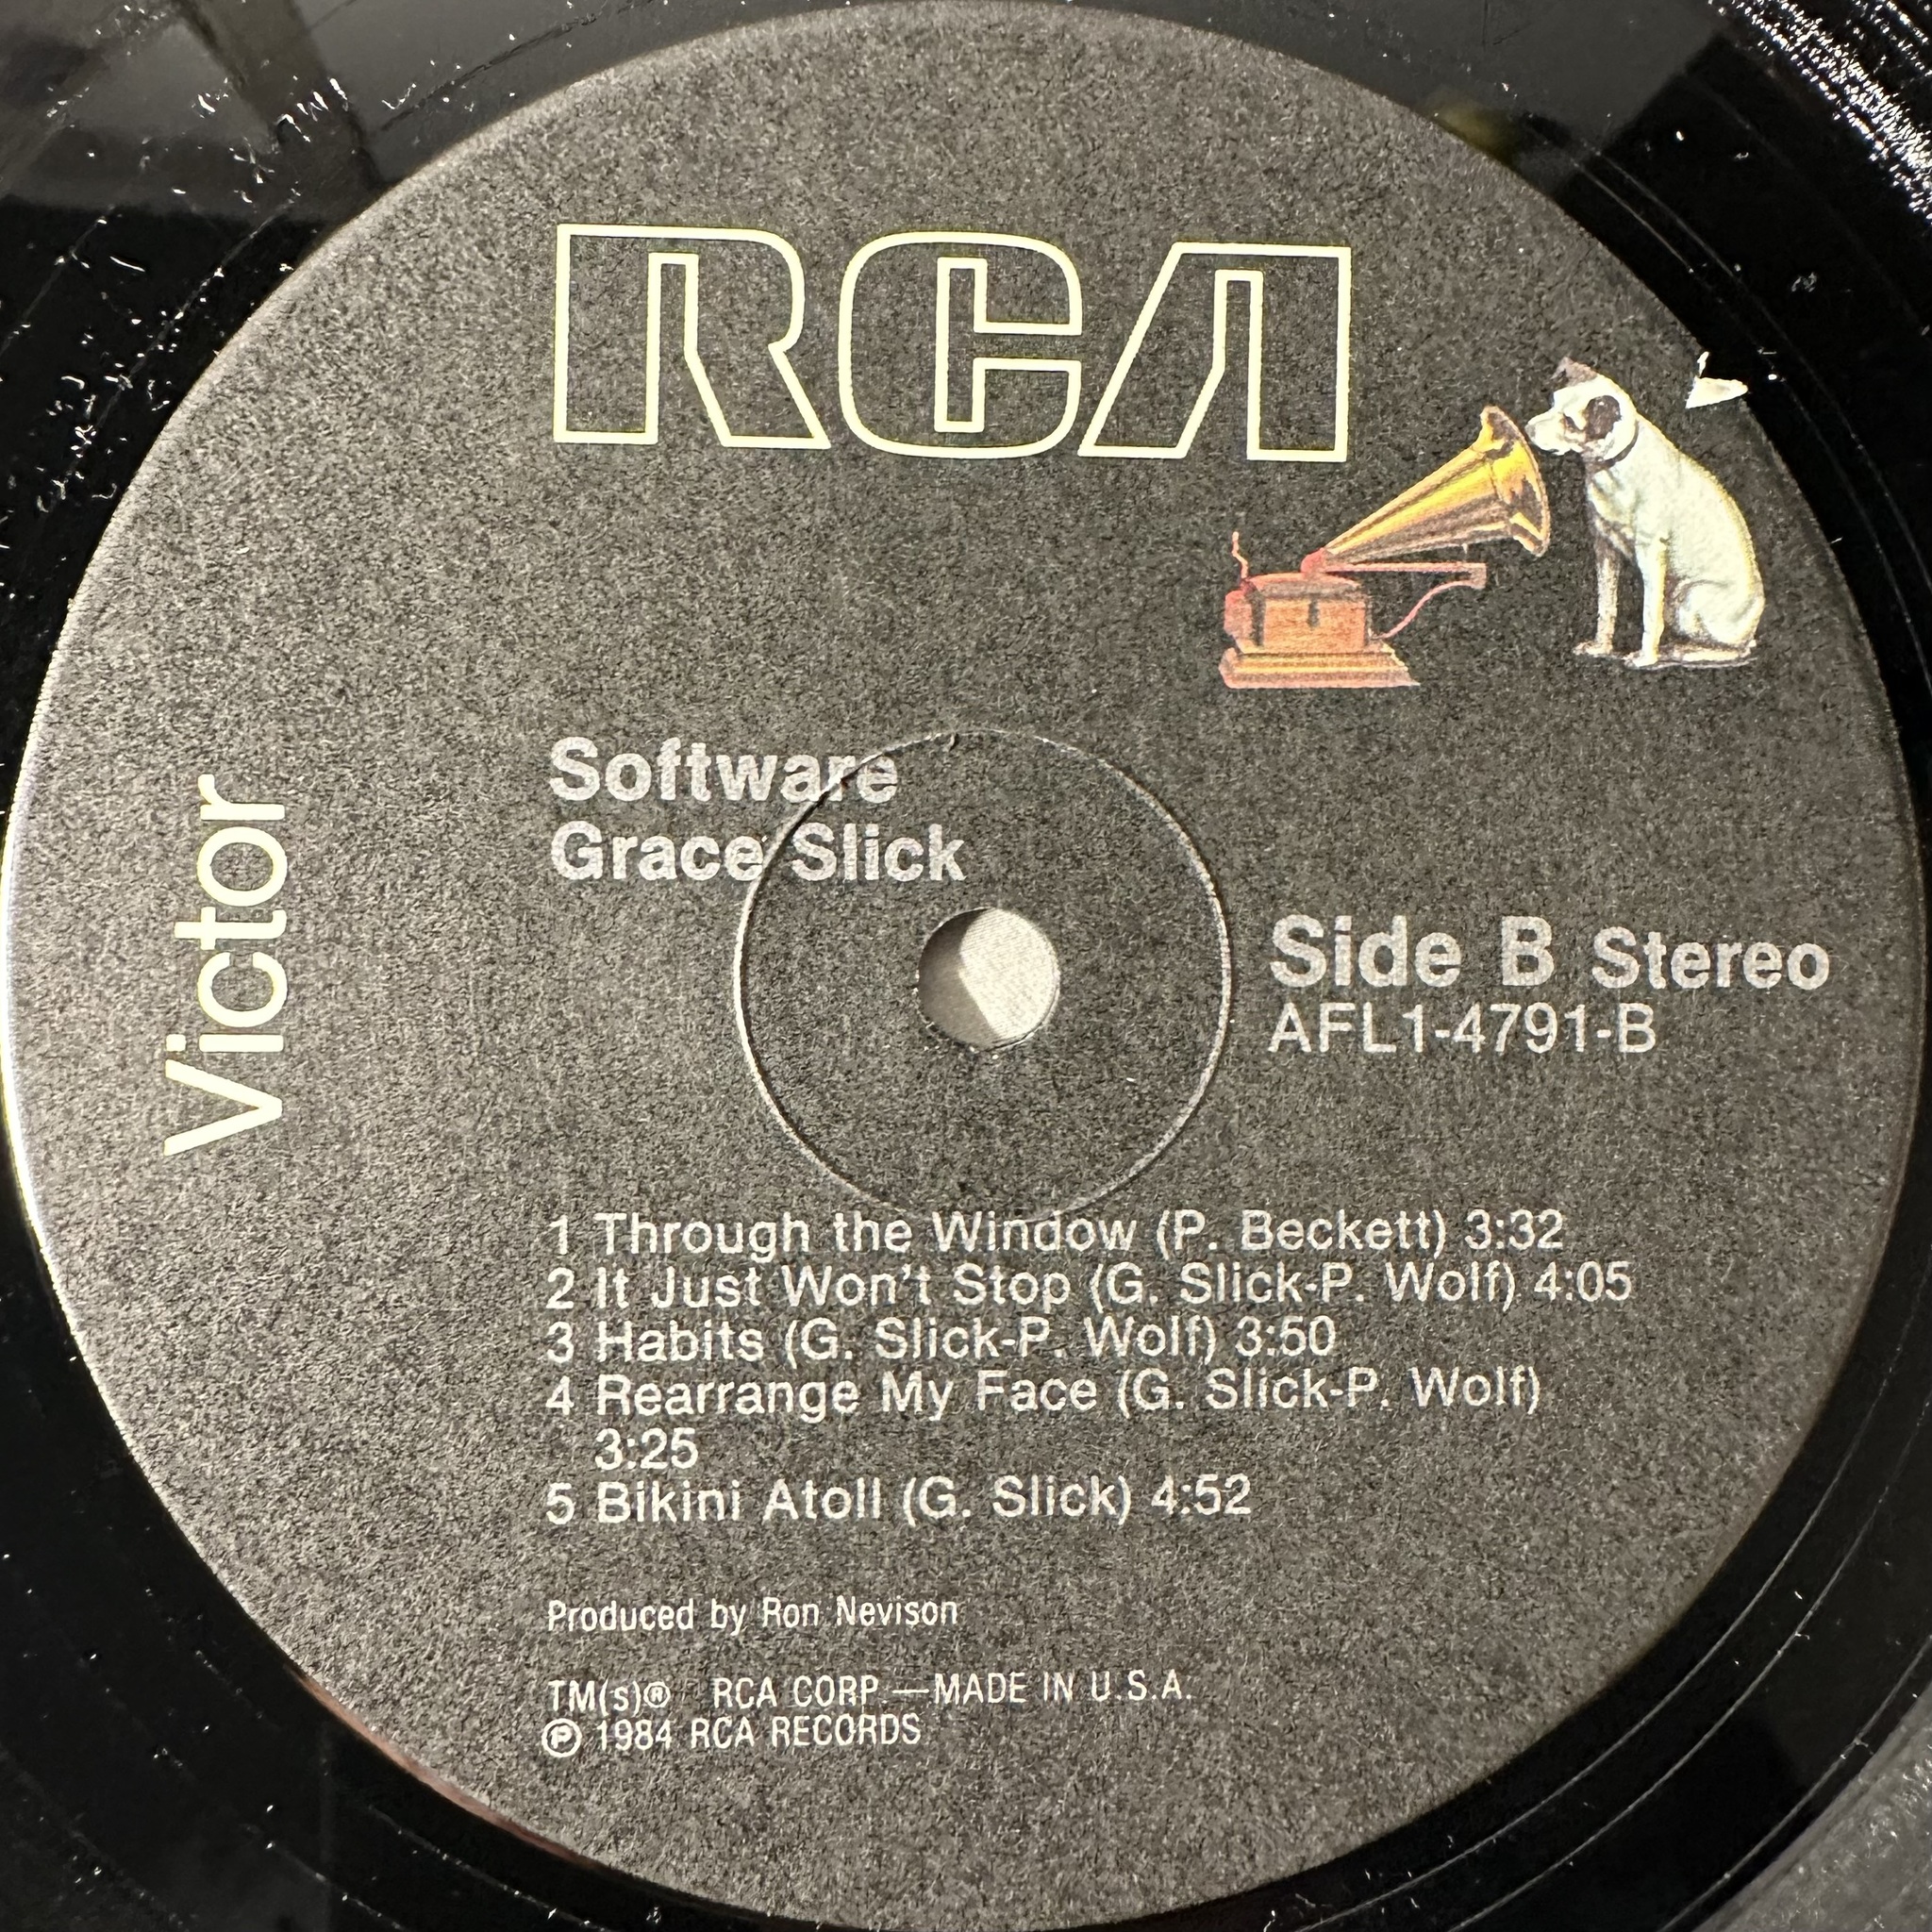 RCA
Victor
Software
Grace Slick
Side B Stereo
AFL1-4791-B
1 Through the Window (P. Beckett) 3:32
2 It Just Won't Stop (G. Slick-P. Wolf) 4:05
3 Habits (G. Slick-P. Wolf) 3:50
4 Rearrange My Face (G. Slick-P. Wolf)
3:25
5 Bikini Atoll (G. Slick) 4:52
Produced by Ron Nevison
TM(s)® RCA CORP.—MADE IN U.S.A.
℗ 1984 RCA RECORDS